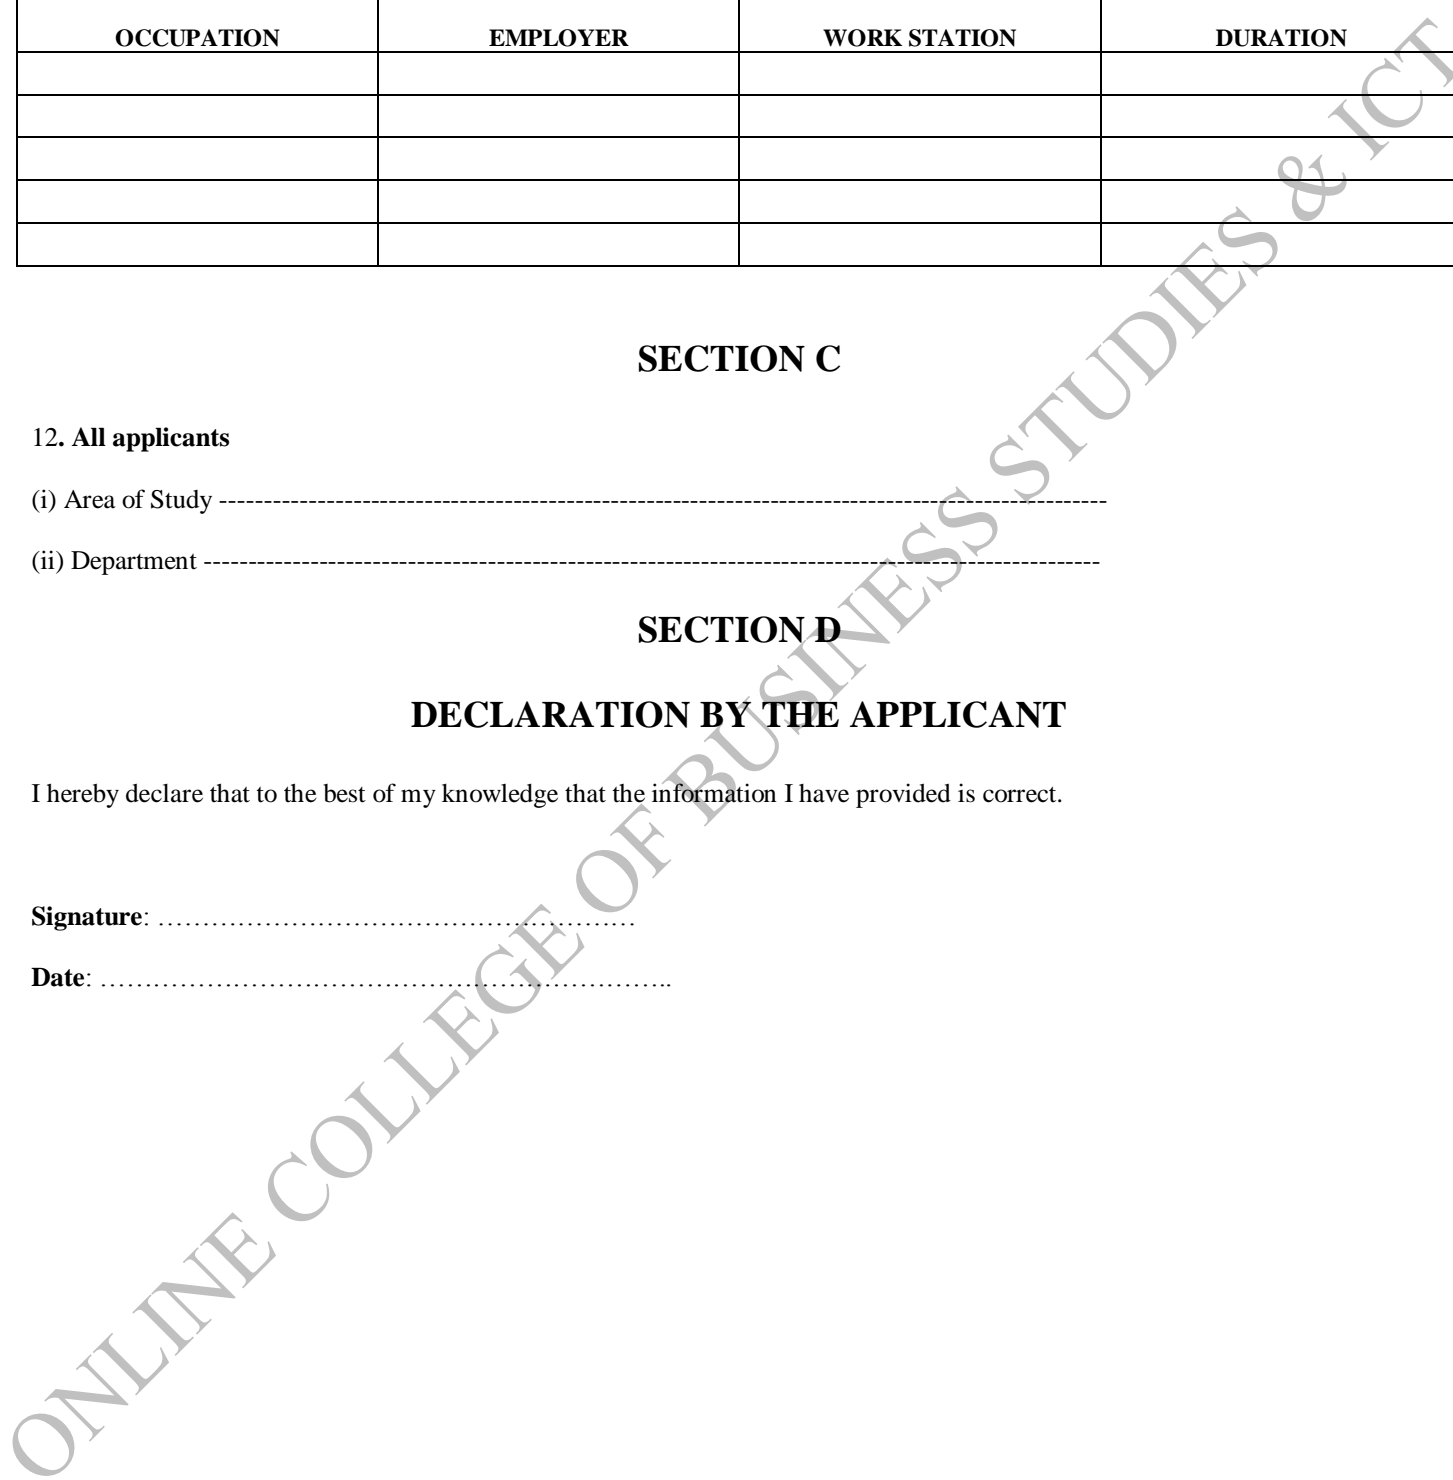 OCCUPATION EMPLOYER WORK STATION DURATION
SECTION C
12. All applicants
(i) Area of Study ----------------------------------------------------------------------------------------------------
(ii) Department -----------------------------------------------------------------------------------------------------
SECTION D
DECLARATION BY THE APPLICANT
I hereby declare that to the best of my knowledge that the information I have provided is correct.
Signature: ………………………………………………
Date: ………………………………………………………..
ONLINE COLLEGE OF BUSINESS STUDIES & ICT